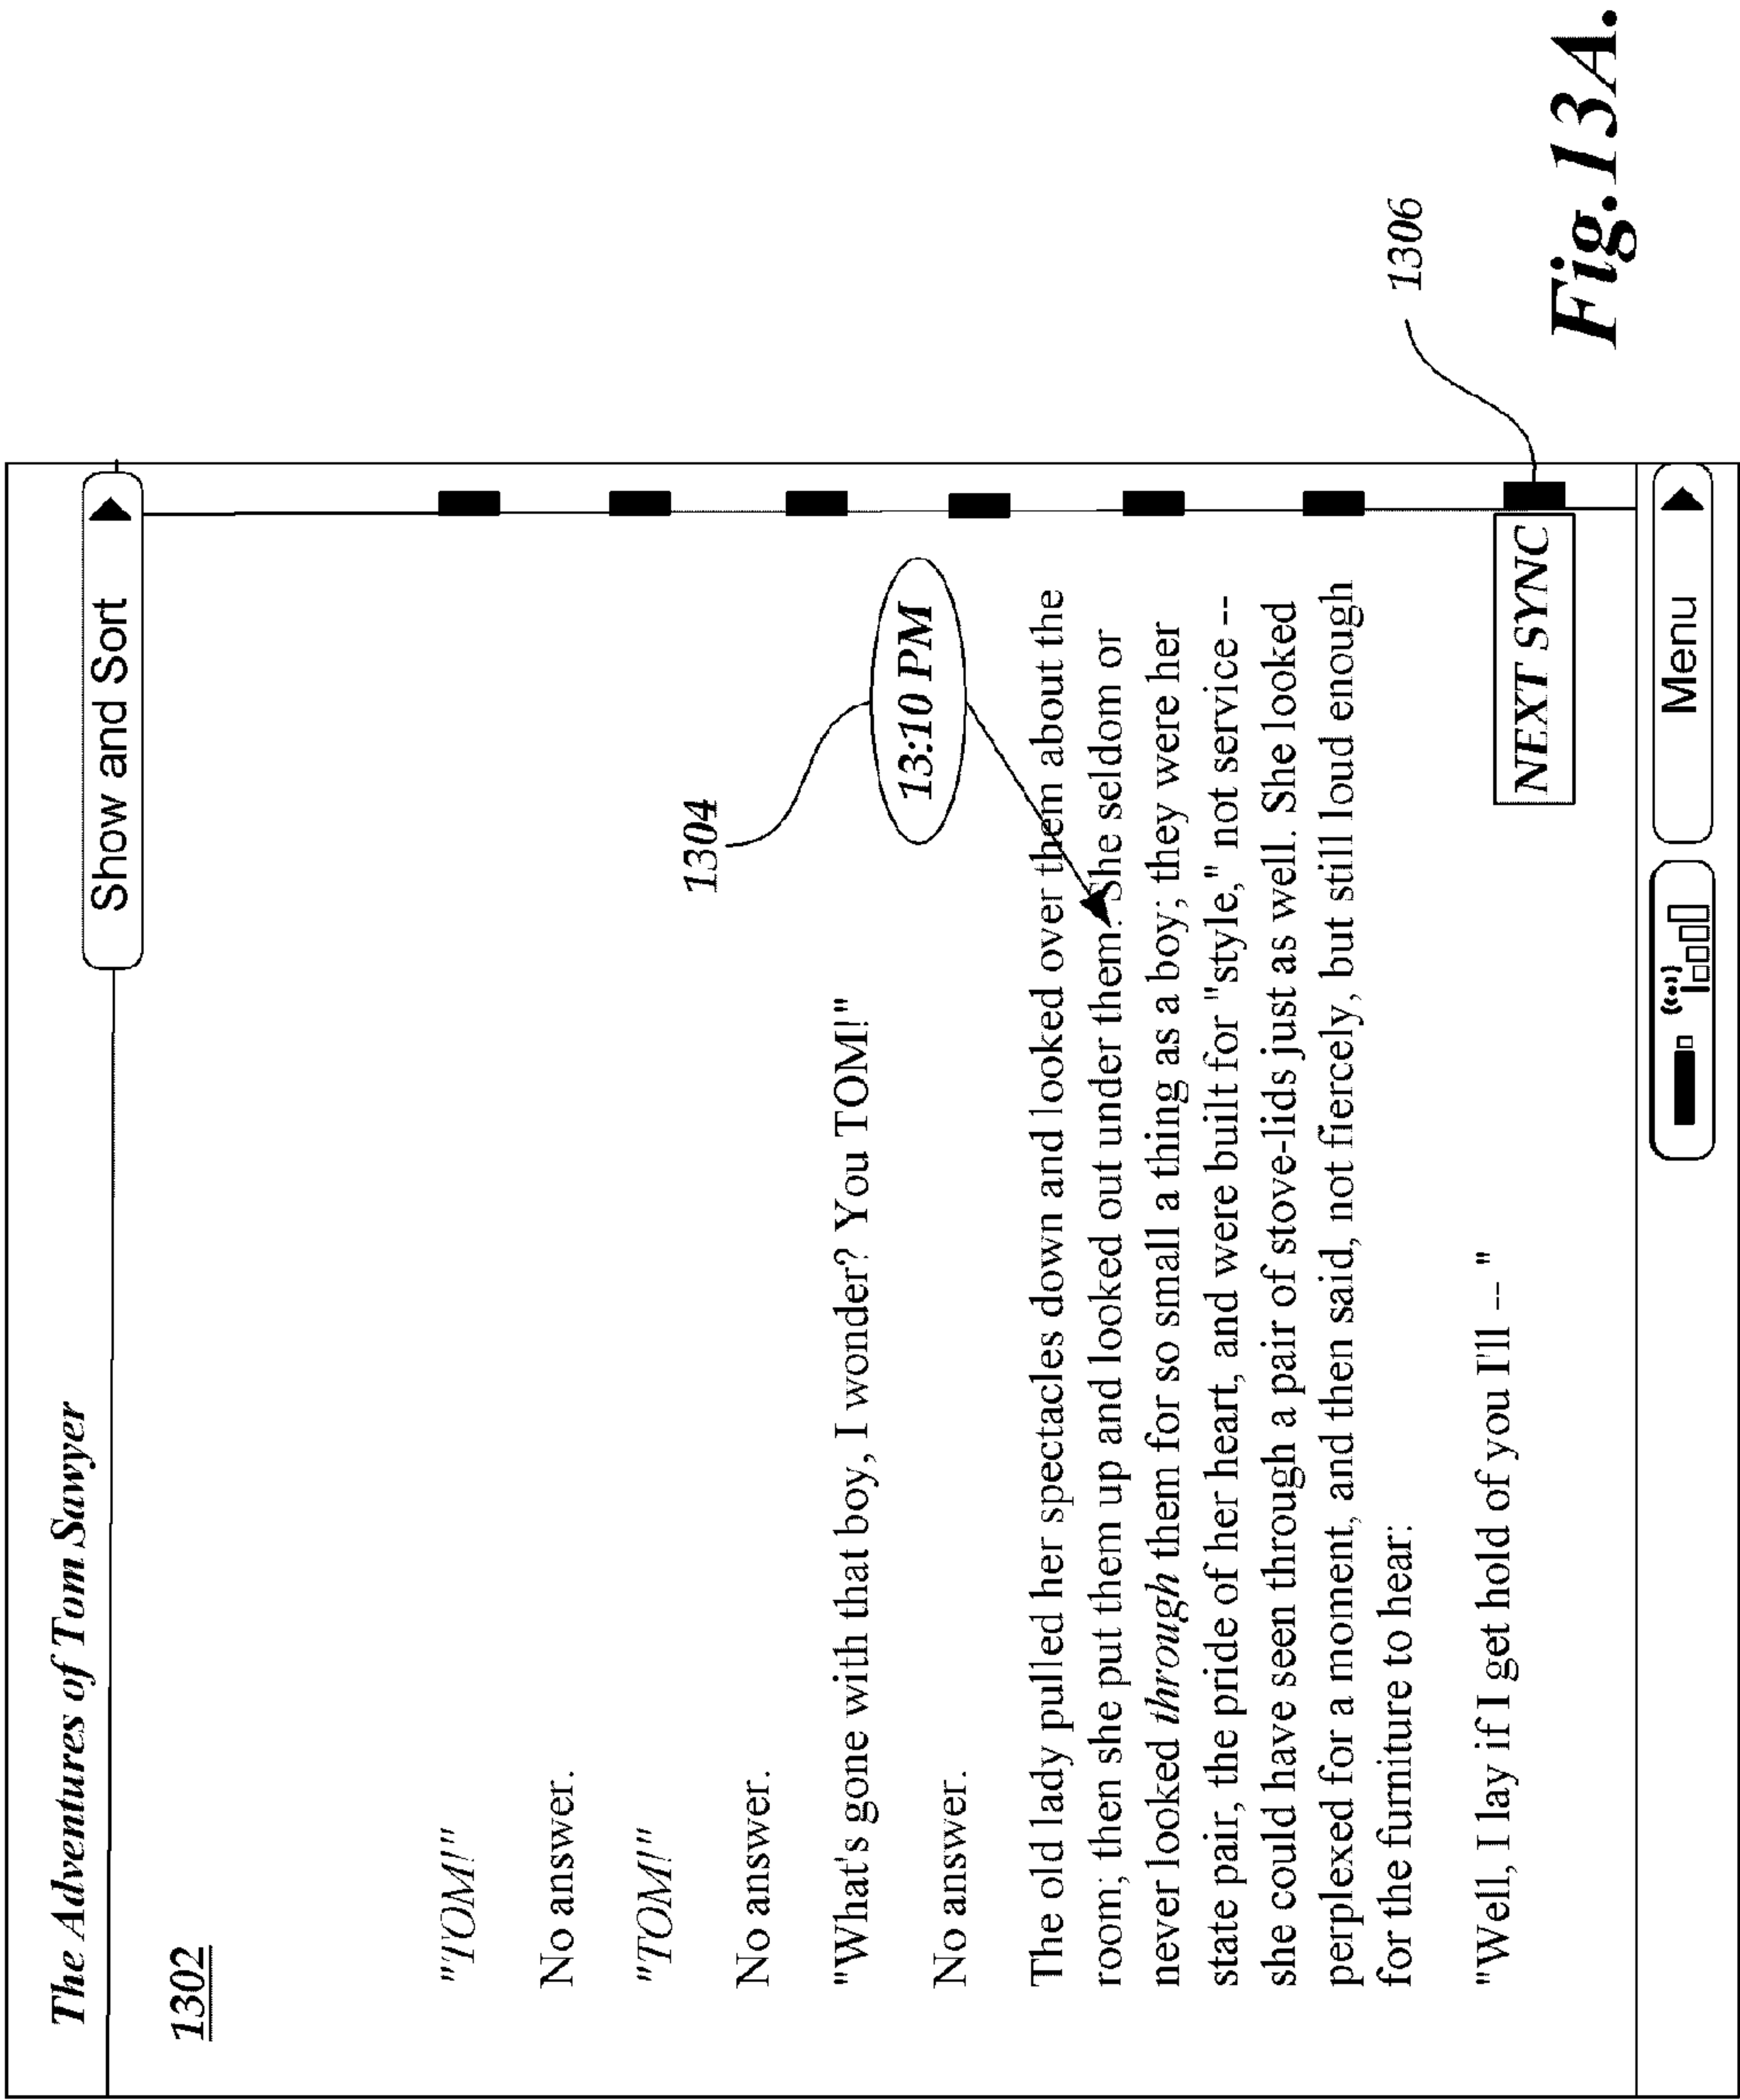 The Adventures of Tom Sawyer
Show and Sort
1302
"TOM!"
No answer.
"TOM!"
No answer.
1304
"What's gone with that boy, I wonder? You TOM!"
13:10 PM
No answer.
The old lady pulled her spectacles down and looked over them about the
room; then she put them up and looked out under them. She seldom or
never looked through them for so small a thing as a boy; they were her
state pair, the pride of her heart, and were built for "style," not service --
she could have seen through a pair of stove-lids just as well. She looked
perplexed for a moment, and then said, not fiercely, but still loud enough
for the furniture to hear:
1306
"Well, I lay if I get hold of you I'll -- "
NEXT SYNC
Menu
Fig.13A.